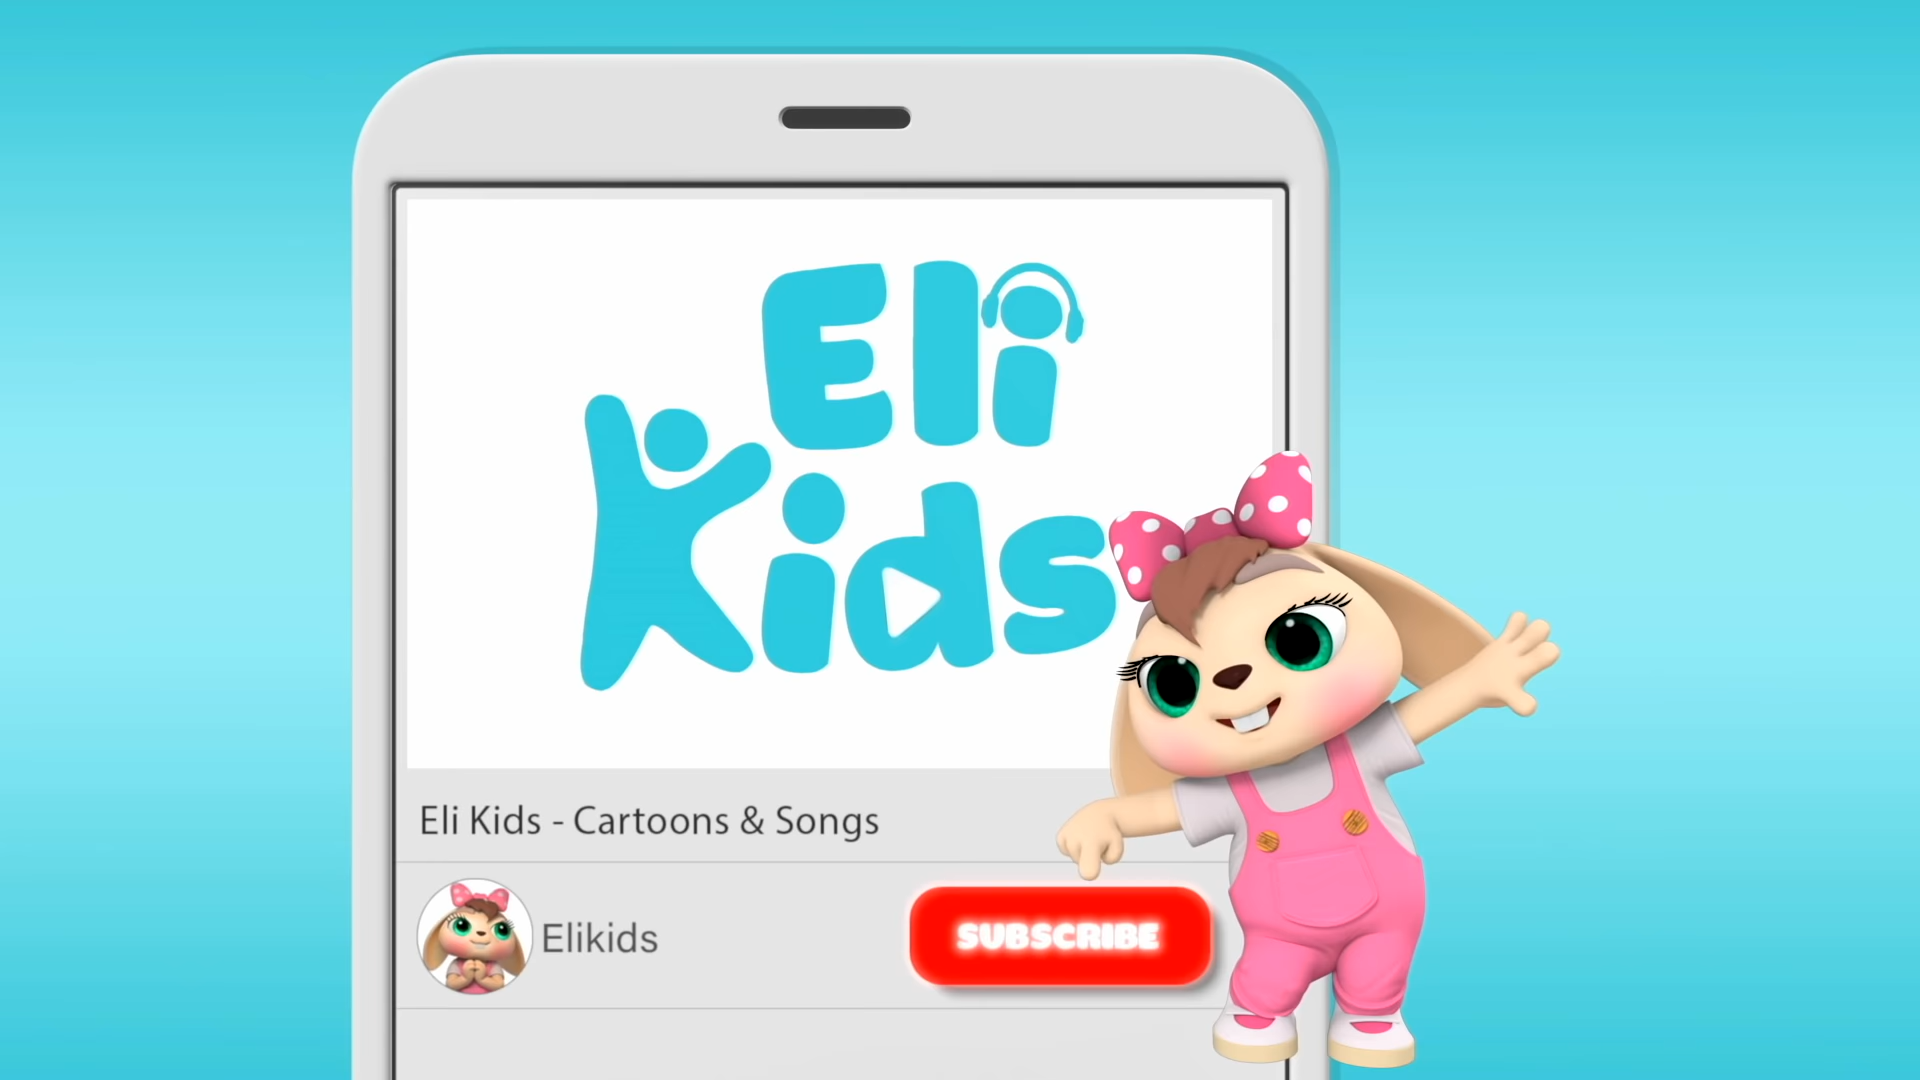 Eli
Kids
Eli Kids - Cartoons & Songs
Elikids
SUBSCRIBE